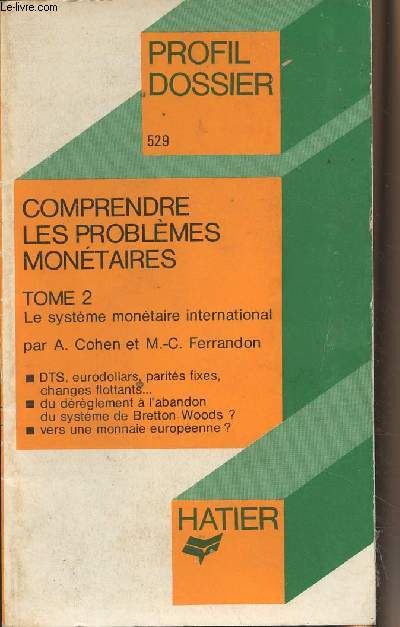 Le-livre.com
PROFIL
DOSSIER
529
COMPRENDRE
LES PROBLÈMES
MONÉTAIRES
TOME 2
Le système monétaire international
par A. Cohen et M.-C. Ferrandon
■ DTS, eurodollars, parités fixes,
changes flottants...
■ du dérèglement à l'abandon
du système de Bretton Woods ?
■ vers une monnaie européenne ?
HATIER